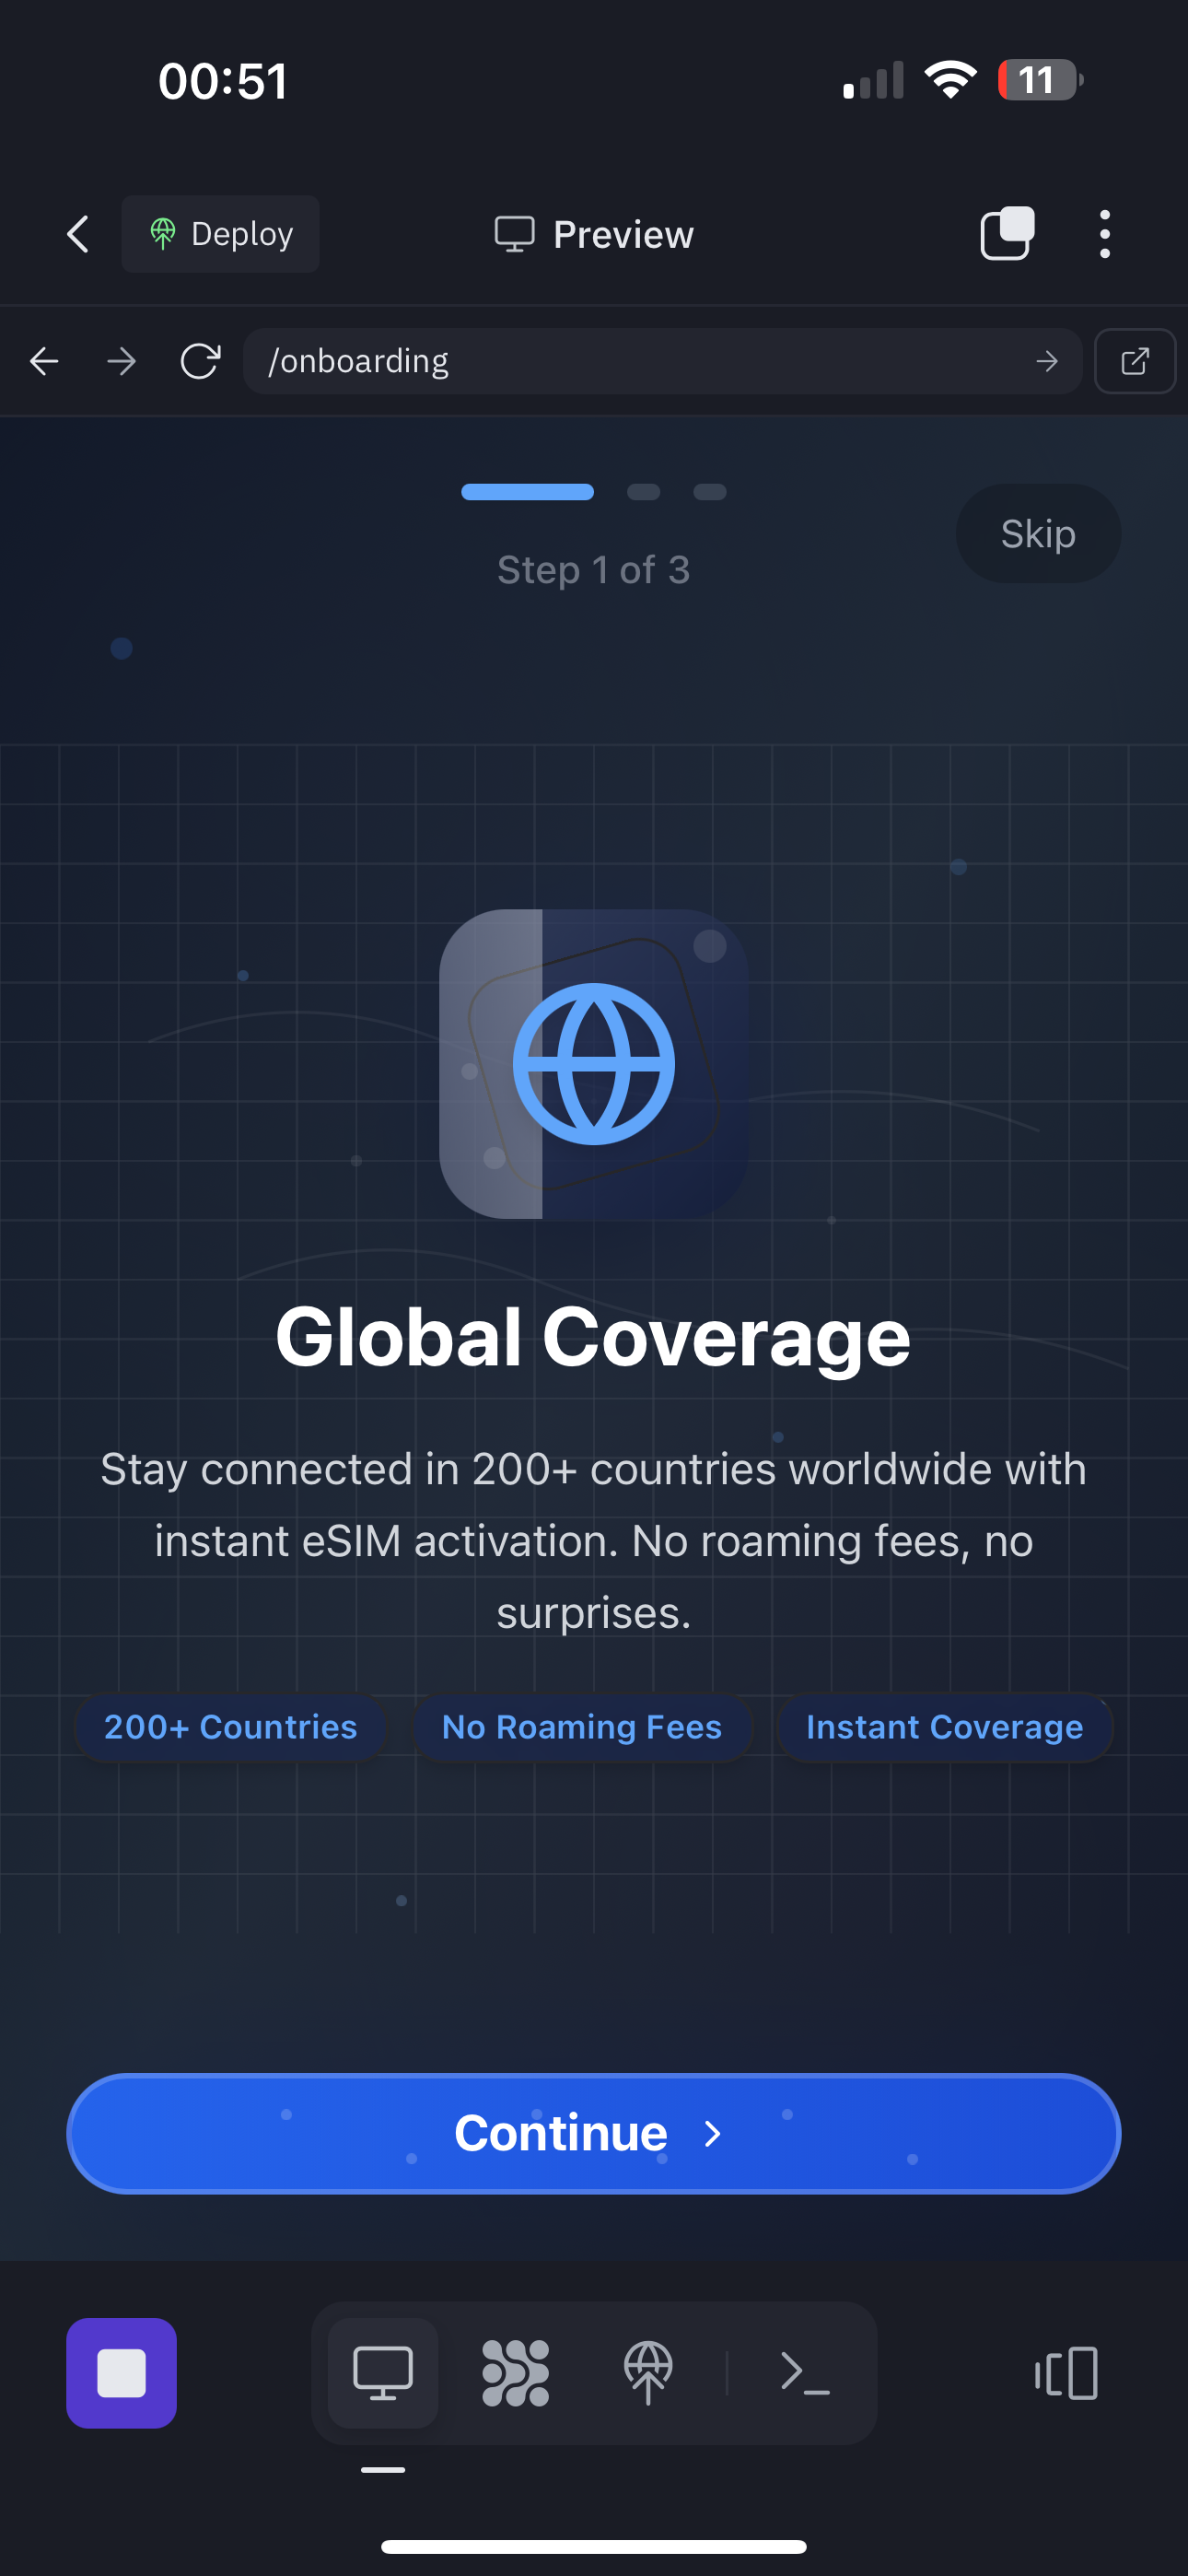 00:51
11
Deploy
Preview
/onboarding
Skip
Step 1 of 3
Global Coverage
Stay connected in 200+ countries worldwide with
instant eSIM activation. No roaming fees, no
surprises.
200+ Countries
No Roaming Fees
Instant Coverage
Continue